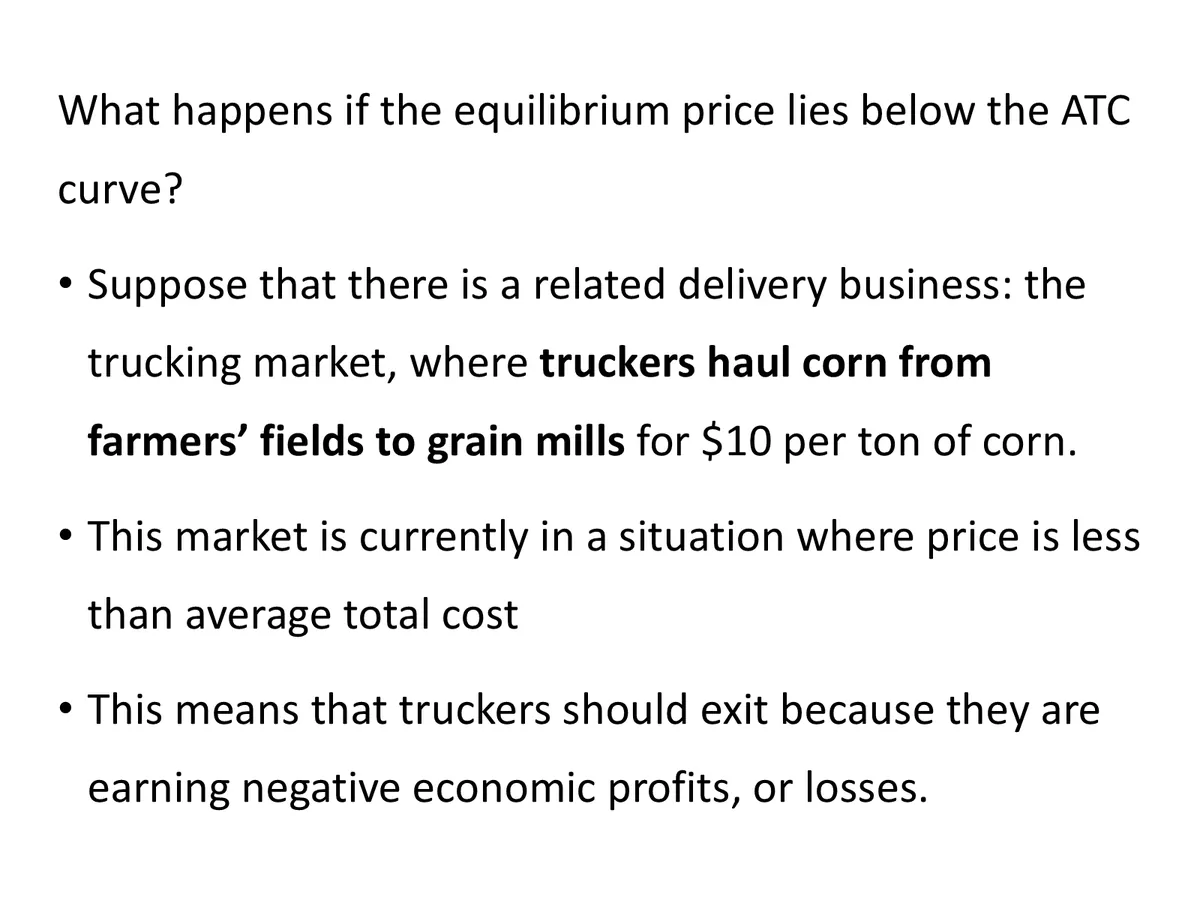 What happens if the equilibrium price lies below the ATC
curve?
• Suppose that there is a related delivery business: the
trucking market, where truckers haul corn from
farmers’ fields to grain mills for $10 per ton of corn.
• This market is currently in a situation where price is less
than average total cost
• This means that truckers should exit because they are
earning negative economic profits, or losses.